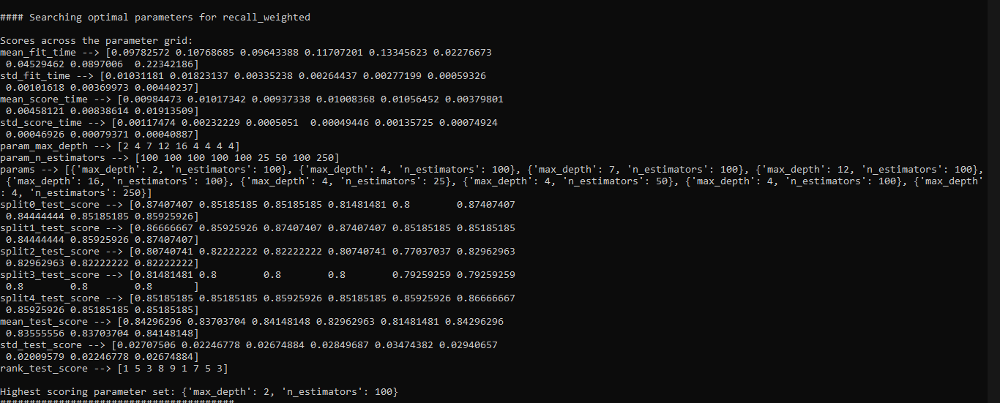 #### Searching optimal parameters for recall_weighted
Scores across the parameter grid:
mean_fit_time --> [0.09782572 0.10768685 0.09643388 0.11707201 0.13345623 0.02276673
0.04529462 0.0897006  0.22342186]
std_fit_time --> [0.01031181 0.01823137 0.00335238 0.00264437 0.00277199 0.00059326
0.00101618 0.00369973 0.00440237]
mean_score_time --> [0.00984473 0.01017342 0.00937338 0.01008368 0.01056452 0.00379801
0.00458121 0.00838614 0.01913509]
std_score_time --> [0.00117474 0.00232229 0.0005051  0.00049446 0.00135725 0.00074924
0.00046926 0.00079371 0.00040887]
param_max_depth --> [2 4 7 12 16 4 4 4 4]
param_n_estimators --> [100 100 100 100 100 25 50 100 250]
params --> [{'max_depth': 2, 'n_estimators': 100}, {'max_depth': 4, 'n_estimators': 100}, {'max_depth': 7, 'n_estimators': 100}, {'max_depth': 12, 'n_estimators': 100},
{'max_depth': 16, 'n_estimators': 100}, {'max_depth': 4, 'n_estimators': 25}, {'max_depth': 4, 'n_estimators': 50}, {'max_depth': 4, 'n_estimators': 100}, {'max_depth'
: 4, 'n_estimators': 250}]
split0_test_score --> [0.87407407 0.85185185 0.85185185 0.81481481 0.8        0.87407407
0.84444444 0.85185185 0.85925926]
split1_test_score --> [0.86666667 0.85925926 0.87407407 0.87407407 0.85185185 0.85185185
0.84444444 0.85925926 0.87407407]
split2_test_score --> [0.80740741 0.82222222 0.82222222 0.80740741 0.77037037 0.82962963
0.82962963 0.82222222 0.82222222]
split3_test_score --> [0.81481481 0.8        0.8        0.8        0.79259259 0.79259259
0.8        0.8        0.8       ]
split4_test_score --> [0.85185185 0.85185185 0.85925926 0.85185185 0.85925926 0.86666667
0.85925926 0.85185185 0.85185185]
mean_test_score --> [0.84296296 0.83703704 0.84148148 0.82962963 0.81481481 0.84296296
0.83555556 0.83703704 0.84148148]
std_test_score --> [0.02707506 0.02246778 0.02674884 0.02849687 0.03474382 0.02940657
0.02009579 0.02246778 0.02674884]
rank_test_score --> [1 5 3 8 9 1 7 5 3]
Highest scoring parameter set: {'max_depth': 2, 'n_estimators': 100}
########################################